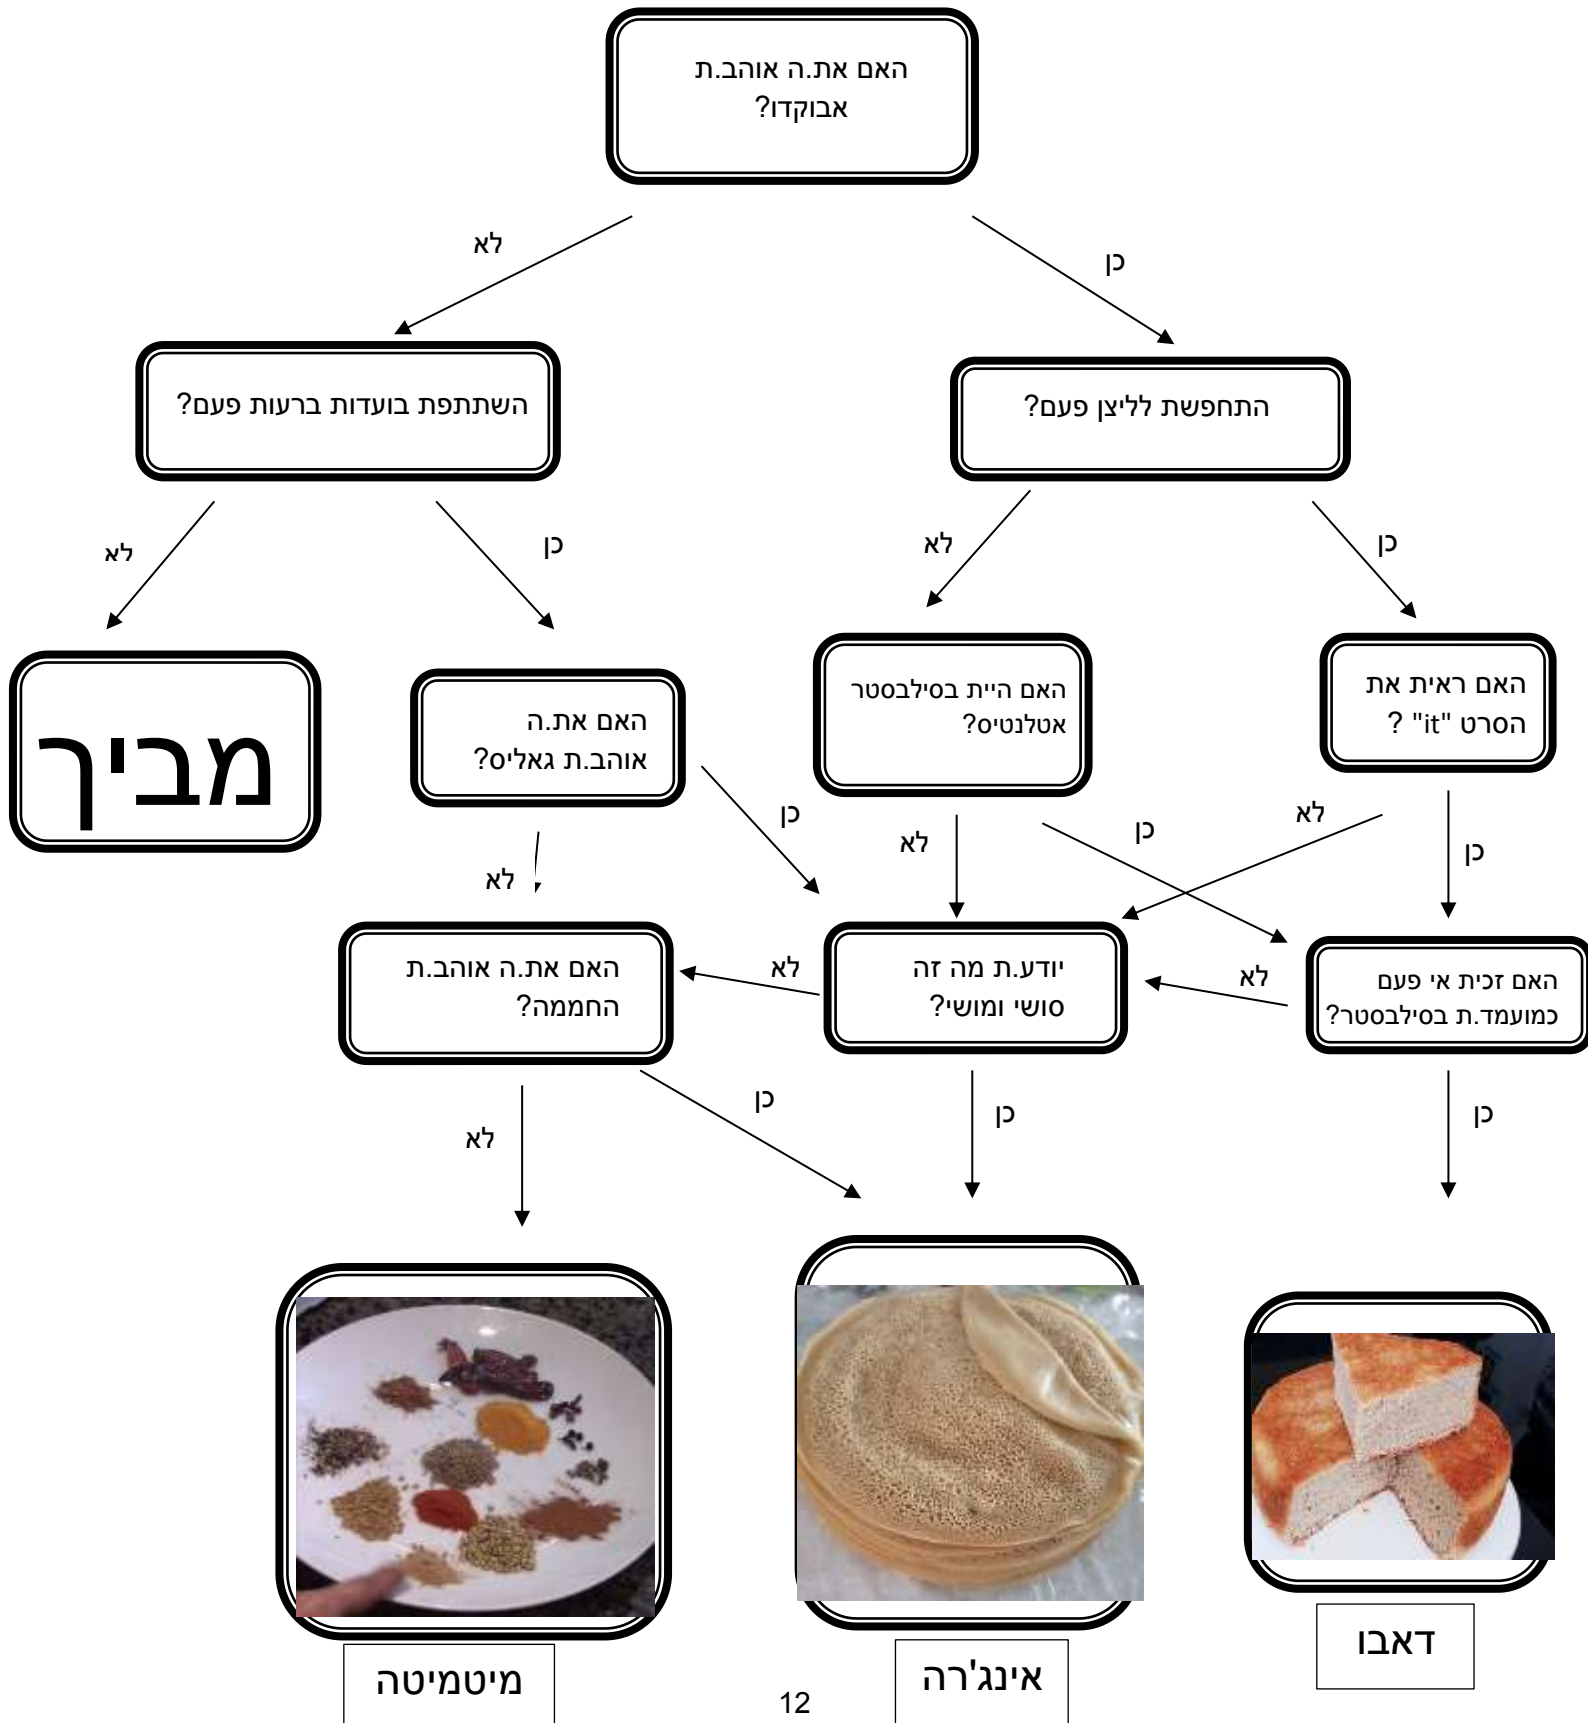 האם את.ה אוהב.ת
אבוקדו?
כן
לא
התחפשת לליצן פעם?
השתתפת בועדות ברעות פעם?
כן
לא
כן
לא
האם ראית את
הסרט "it" ?
האם היית בסילבסטר
אטלנטיס?
האם את.ה
אוהב.ת גאליס?
מביך
כן
לא
כן
לא
כן
לא
האם זכית אי פעם
כמועמד.ת בסילבסטר?
לא
יודע.ת מה זה
סושי ומושי?
לא
האם את.ה אוהב.ת
החממה?
כן
כן
כן
לא
דאבו
אינג'רה
מיטמיטה
12